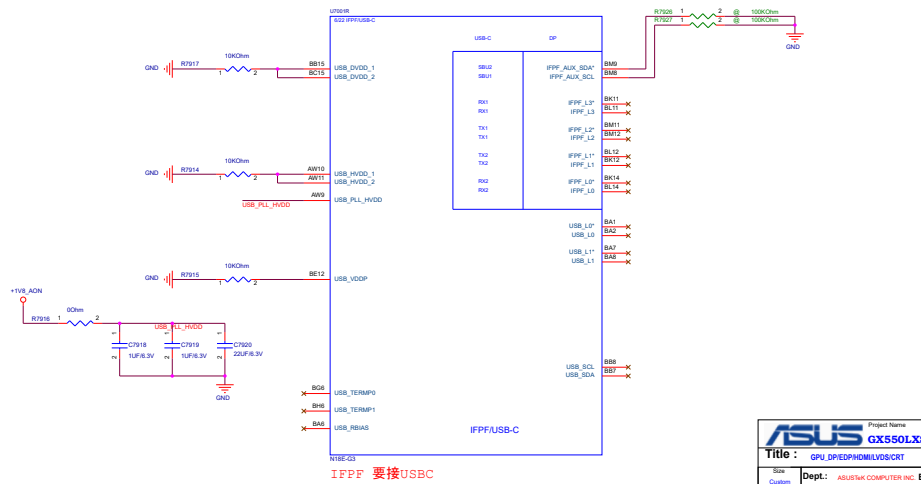 U7001R
6/22 IFPF/USB-C
USB-C DP
R7926 1 2 @ 100KOhm
R7927 1 2 @ 100KOhm
GND
GND R7917 10KOhm 1 2
BB15 USB_DVDD_1
BC15 USB_DVDD_2
SBU2 IFPF_AUX_SDA* BM9
SBU1 IFPF_AUX_SCL BM8
RX1 IFPF_L3* BK11
RX1 IFPF_L3 BL11
TX1 IFPF_L2* BM11
TX1 IFPF_L2 BM12
TX2 IFPF_L1* BL12
TX2 IFPF_L1 BK12
RX2 IFPF_L0* BK14
RX2 IFPF_L0 BL14
GND R7914 10KOhm 1 2
AW10 USB_HVDD_1
AW11 USB_HVDD_2
AW9 USB_PLL_HVDD
USB_PLL_HVDD
USB_L0* BA1
USB_L0 BA2
USB_L1* BA7
USB_L1 BA8
GND R7915 10KOhm 1 2
BE12 USB_VDDP
+1V8_AON
R7916 1 0Ohm 2
USB_PLL_HVDD
1 C7918 2 1UF/6.3V
1 C7919 2 1UF/6.3V
1 C7920 2 22UF/6.3V
GND
USB_SCL BB8
USB_SDA BB7
BG6 USB_TERMP0
BH6 USB_TERMP1
BA6 USB_RBIAS
IFPF/USB-C
N18E-G3
IFPF 要接USBC
ASUS
Project Name
Title : GPU_DP/EDP/HDMI/LVDS/CRT
Size
Custom
Dept.: ASUSTeK COMPUTER INC.